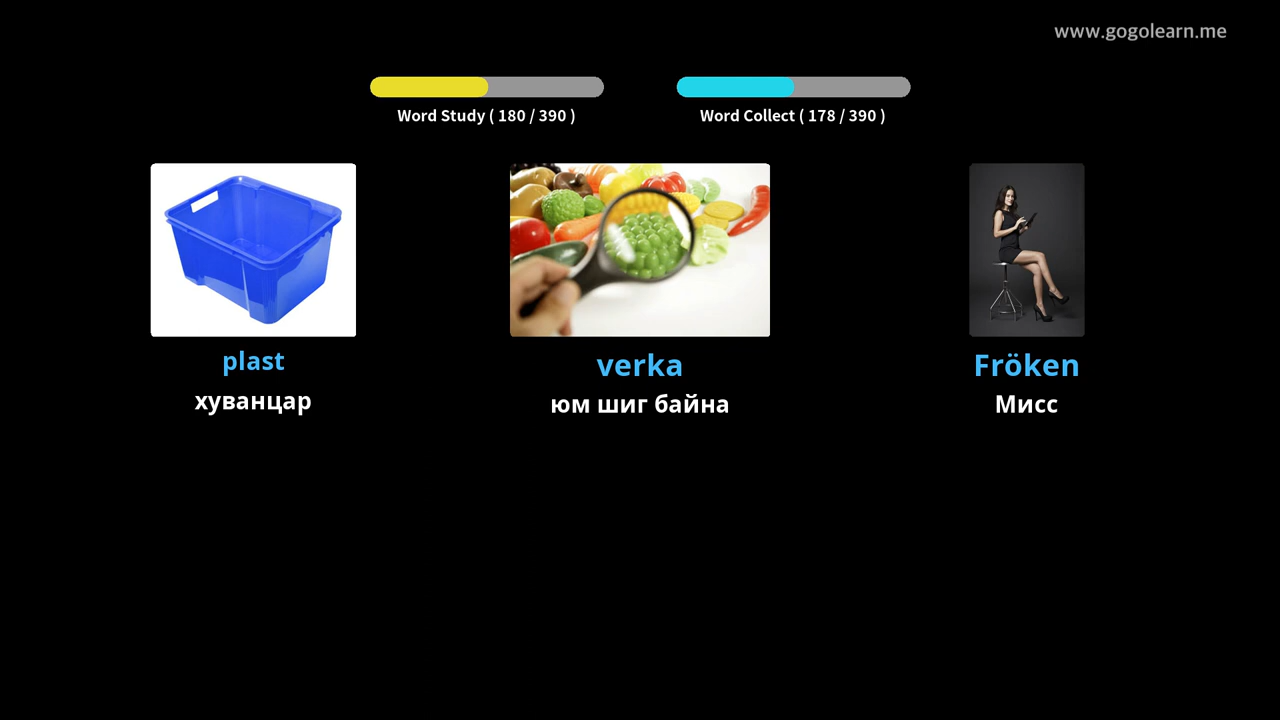 www.gogolearn.me
Word Study ( 180 / 390 )
Word Collect ( 178 / 390 )
plast
хуванцар
verka
юм шиг байна
Fröken
Мисс